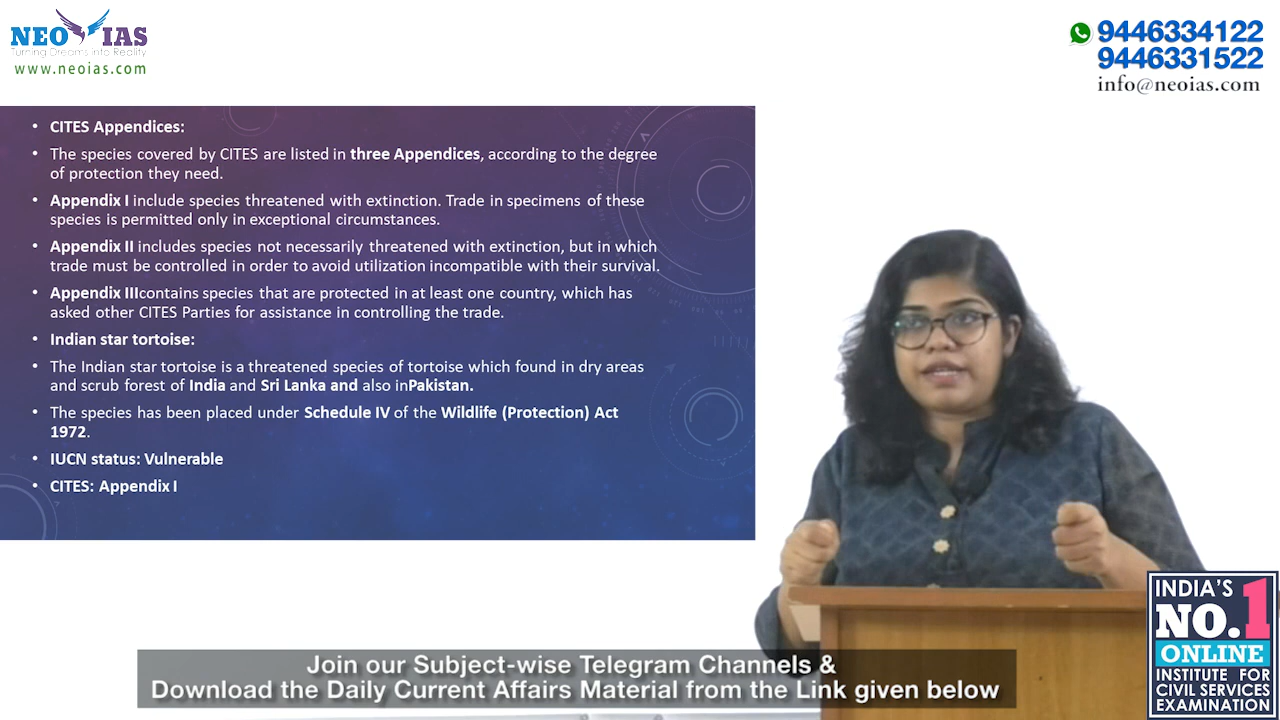 NEO IAS
Turning Dreams Into Reality
www.neoias.com
9446334122
9446331522
info@neoias.com
• CITES Appendices:
• The species covered by CITES are listed in three Appendices, according to the degree
of protection they need.
• Appendix I include species threatened with extinction. Trade in specimens of these
species is permitted only in exceptional circumstances.
• Appendix II includes species not necessarily threatened with extinction, but in which
trade must be controlled in order to avoid utilization incompatible with their survival.
• Appendix IIIcontains species that are protected in at least one country, which has
asked other CITES Parties for assistance in controlling the trade.
• Indian star tortoise:
• The Indian star tortoise is a threatened species of tortoise which found in dry areas
and scrub forest of India and Sri Lanka and also inPakistan.
• The species has been placed under Schedule IV of the Wildlife (Protection) Act
1972.
• IUCN status: Vulnerable
• CITES: Appendix I
INDIA'S
NO.1
ONLINE
INSTITUTE FOR
CIVIL SERVICES
EXAMINATION
Join our Subject-wise Telegram Channels &
Download the Daily Current Affairs Material from the Link given below